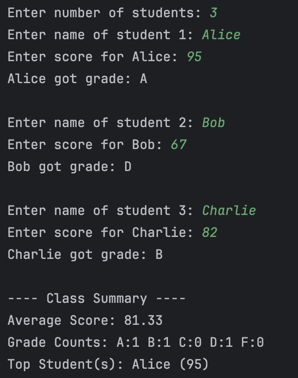 Enter number of students: 3
Enter name of student 1: Alice
Enter score for Alice: 95
Alice got grade: A
Enter name of student 2: Bob
Enter score for Bob: 67
Bob got grade: D
Enter name of student 3: Charlie
Enter score for Charlie: 82
Charlie got grade: B
---- Class Summary ----
Average Score: 81.33
Grade Counts: A:1 B:1 C:0 D:1 F:0
Top Student(s): Alice (95)